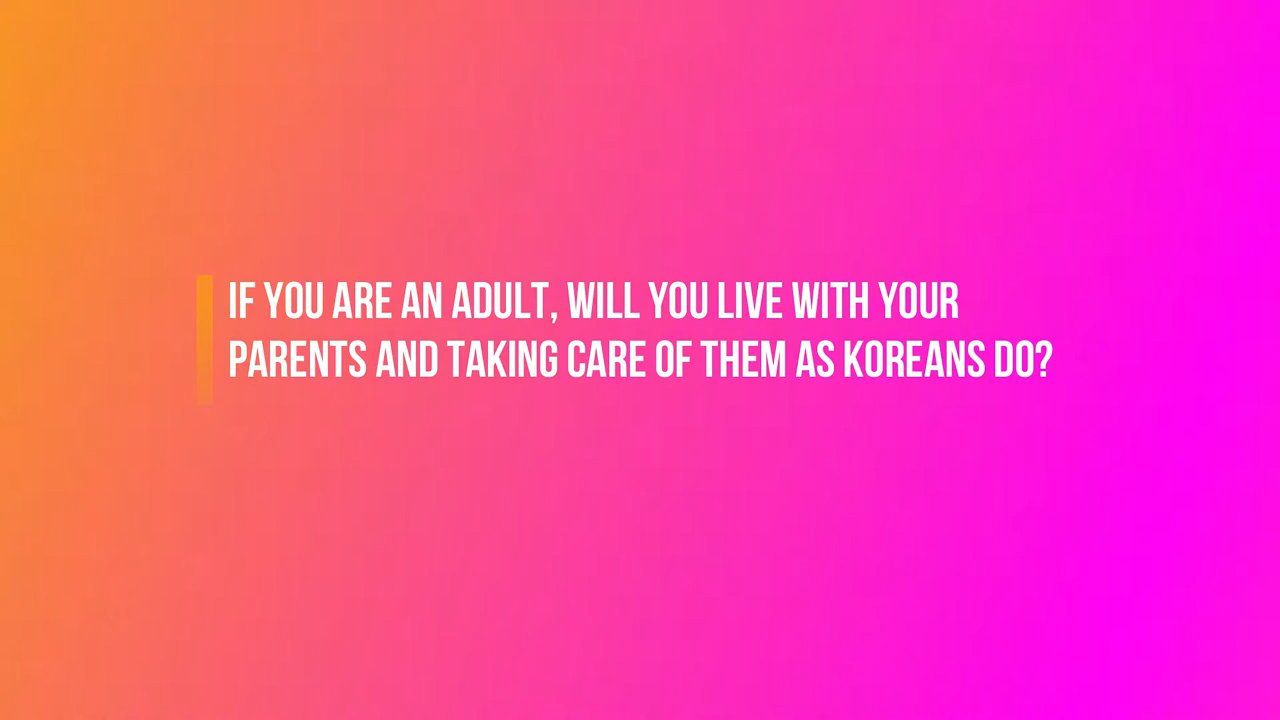 IF YOU ARE AN ADULT, WILL YOU LIVE WITH YOUR
PARENTS AND TAKING CARE OF THEM AS KOREANS DO?